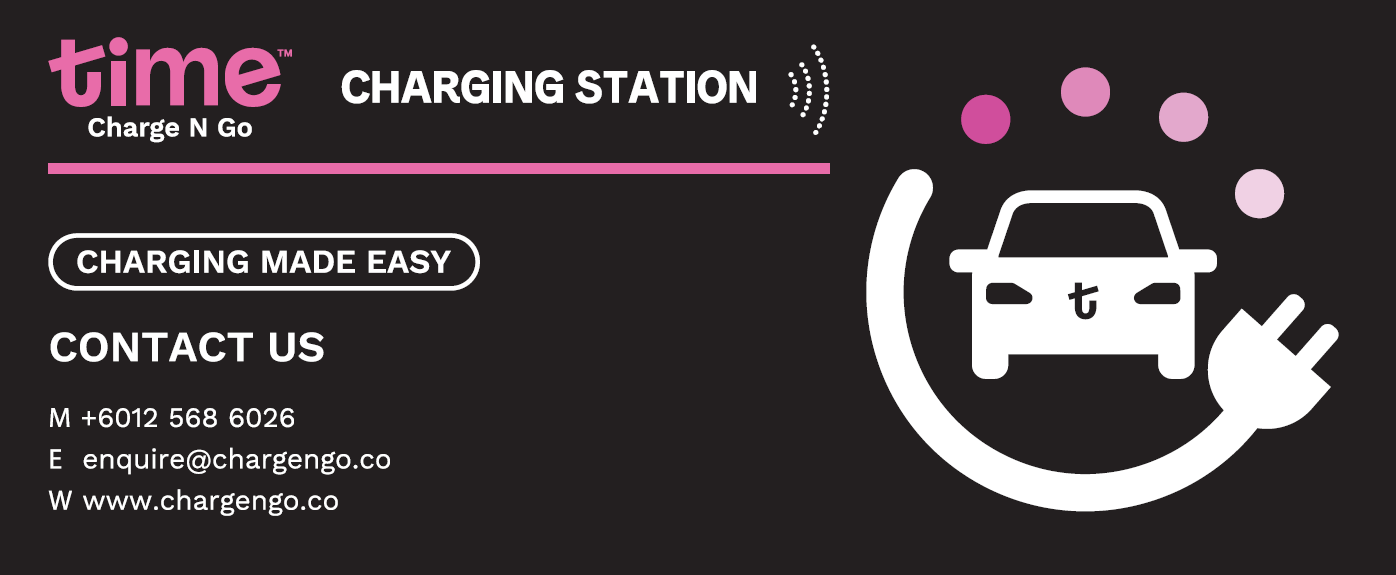 time™
Charge N Go
CHARGING STATION
CHARGING MADE EASY
CONTACT US
M +6012 568 6026
E enquire@chargengo.co
W www.chargengo.co
t